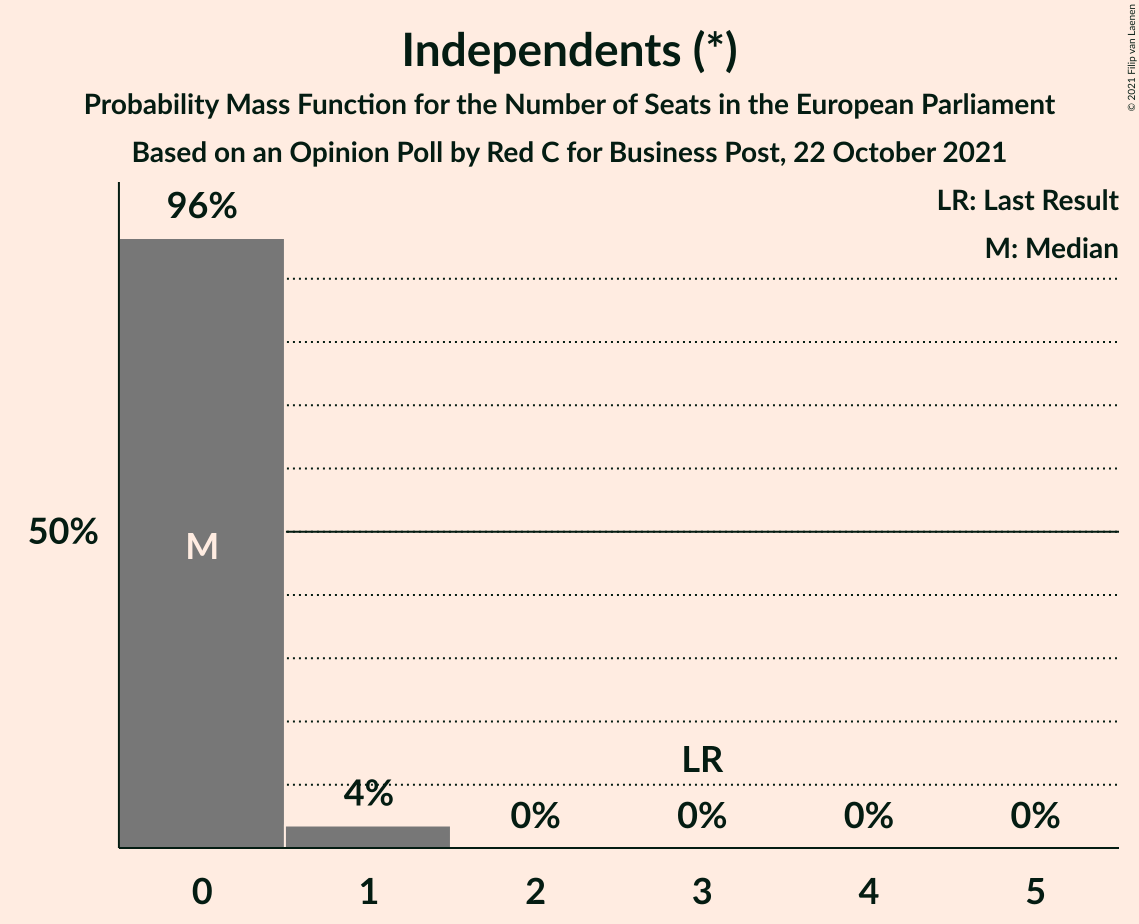 Independents (*)
Probability Mass Function for the Number of Seats in the European Parliament
Based on an Opinion Poll by Red C for Business Post, 22 October 2021
© 2021 Filip van Laenen
LR: Last Result
M: Median
96%
50%
M
4%
0%
LR
0%
0%
0%
0 1 2 3 4 5